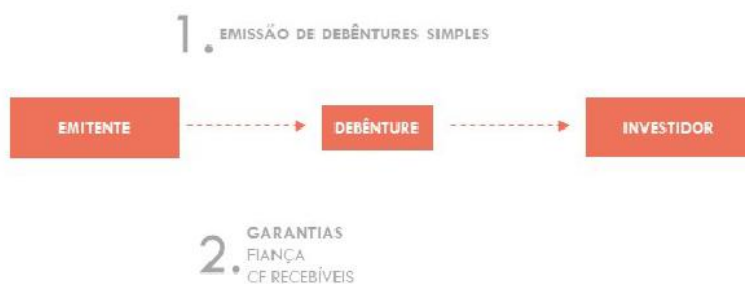 1. EMISSÃO DE DEBÊNTURES SIMPLES
EMITENTE
DEBÊNTURE
INVESTIDOR
2. GARANTIAS
FIANÇA
CF RECEBÍVEIS